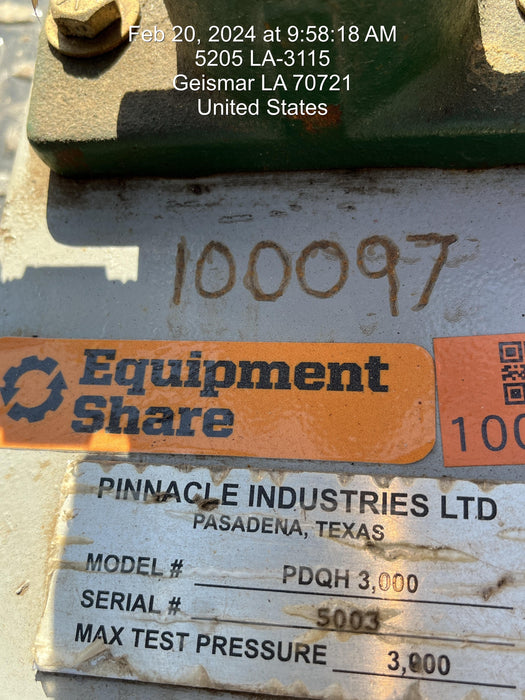 Feb 20, 2024 at 9:58:18 AM
5205 LA-3115
Geismar LA 70721
United States
100097
Equipment
Share
100
PINNACLE INDUSTRIES LTD
PASADENA, TEXAS
MODEL # PDQH 3,000
SERIAL # 5003
MAX TEST PRESSURE 3,000